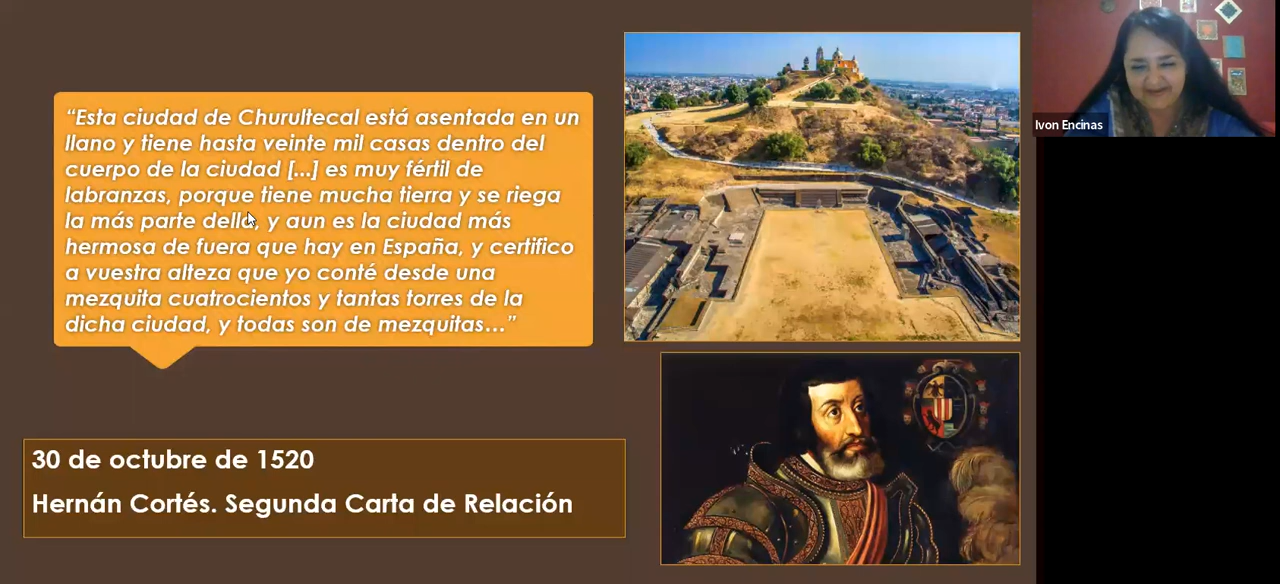 “Esta ciudad de Churultecal está asentada en un
llano y tiene hasta veinte mil casas dentro del
cuerpo de la ciudad [...] es muy fértil de
labranzas, porque tiene mucha tierra y se riega
la más parte della, y aun es la ciudad más
hermosa de fuera que hay en España, y certifico
a vuestra alteza que yo conté desde una
mezquita cuatrocientos y tantas torres de la
dicha ciudad, y todas son de mezquitas…”
30 de octubre de 1520
Hernán Cortés. Segunda Carta de Relación
Ivon Encinas